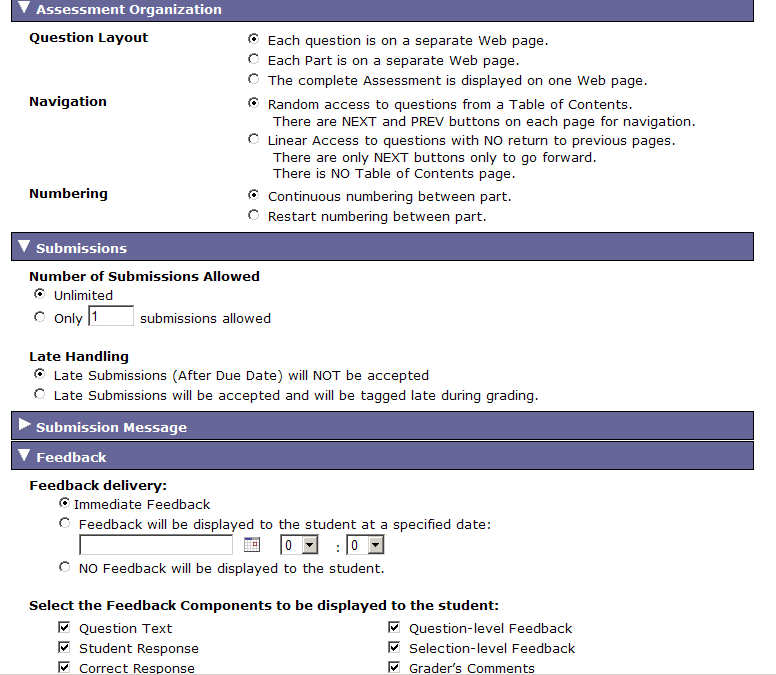 Assessment Organization
Question Layout
Each question is on a separate Web page.
Each Part is on a separate Web page.
The complete Assessment is displayed on one Web page.
Navigation
Random access to questions from a Table of Contents.
There are NEXT and PREV buttons on each page for navigation.
Linear Access to questions with NO return to previous pages.
There are only NEXT buttons only to go forward.
There is NO Table of Contents page.
Numbering
Continuous numbering between part.
Restart numbering between part.
Submissions
Number of Submissions Allowed
Unlimited
Only 1 submissions allowed
Late Handling
Late Submissions (After Due Date) will NOT be accepted
Late Submissions will be accepted and will be tagged late during grading.
Submission Message
Feedback
Feedback delivery:
Immediate Feedback
Feedback will be displayed to the student at a specified date:
0 : 0
NO Feedback will be displayed to the student.
Select the Feedback Components to be displayed to the student:
Question Text Question-level Feedback
Student Response Selection-level Feedback
Correct Response Grader's Comments